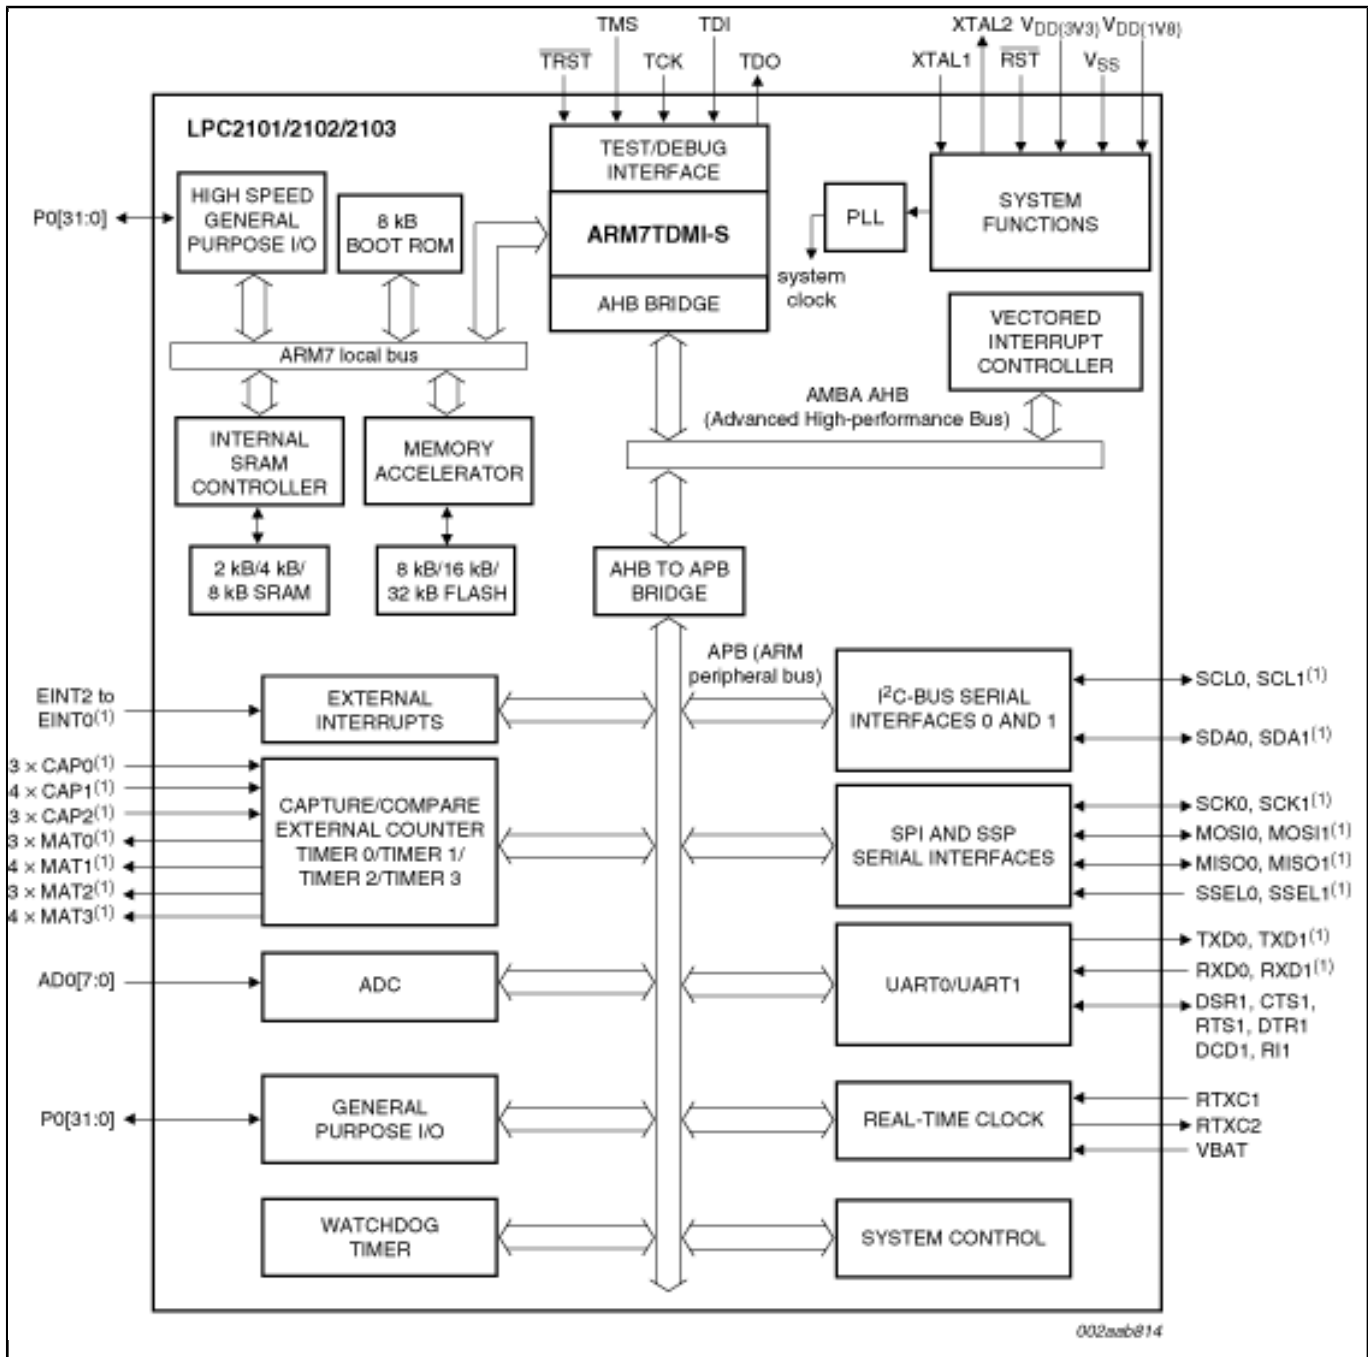 TMS
TDI
XTAL2 VDD(3V3) VDD(1V8)
TRST
TCK
TDO
XTAL1
RST
VSS
LPC2101/2102/2103
TEST/DEBUG
INTERFACE
HIGH SPEED
GENERAL
PURPOSE I/O
P0[31:0]
8 kB
BOOT ROM
ARM7TDMI-S
PLL
SYSTEM
FUNCTIONS
system
clock
AHB BRIDGE
VECTORED
INTERRUPT
CONTROLLER
ARM7 local bus
AMBA AHB
(Advanced High-performance Bus)
INTERNAL
SRAM
CONTROLLER
MEMORY
ACCELERATOR
2 kB/4 kB/
8 kB SRAM
8 kB/16 kB/
32 kB FLASH
AHB TO APB
BRIDGE
APB (ARM
peripheral bus)
EINT2 to
EINT0(1)
EXTERNAL
INTERRUPTS
I2C-BUS SERIAL
INTERFACES 0 AND 1
SCL0, SCL1(1)
SDA0, SDA1(1)
3 × CAP0(1)
4 × CAP1(1)
3 × CAP2(1)
3 × MAT0(1)
4 × MAT1(1)
3 × MAT2(1)
4 × MAT3(1)
CAPTURE/COMPARE
EXTERNAL COUNTER
TIMER 0/TIMER 1/
TIMER 2/TIMER 3
SPI AND SSP
SERIAL INTERFACES
SCK0, SCK1(1)
MOSI0, MOSI1(1)
MISO0, MISO1(1)
SSEL0, SSEL1(1)
AD0[7:0]
ADC
UART0/UART1
TXD0, TXD1(1)
RXD0, RXD1(1)
DSR1, CTS1,
RTS1, DTR1
DCD1, RI1
P0[31:0]
GENERAL
PURPOSE I/O
REAL-TIME CLOCK
RTXC1
RTXC2
VBAT
WATCHDOG
TIMER
SYSTEM CONTROL
002aab814